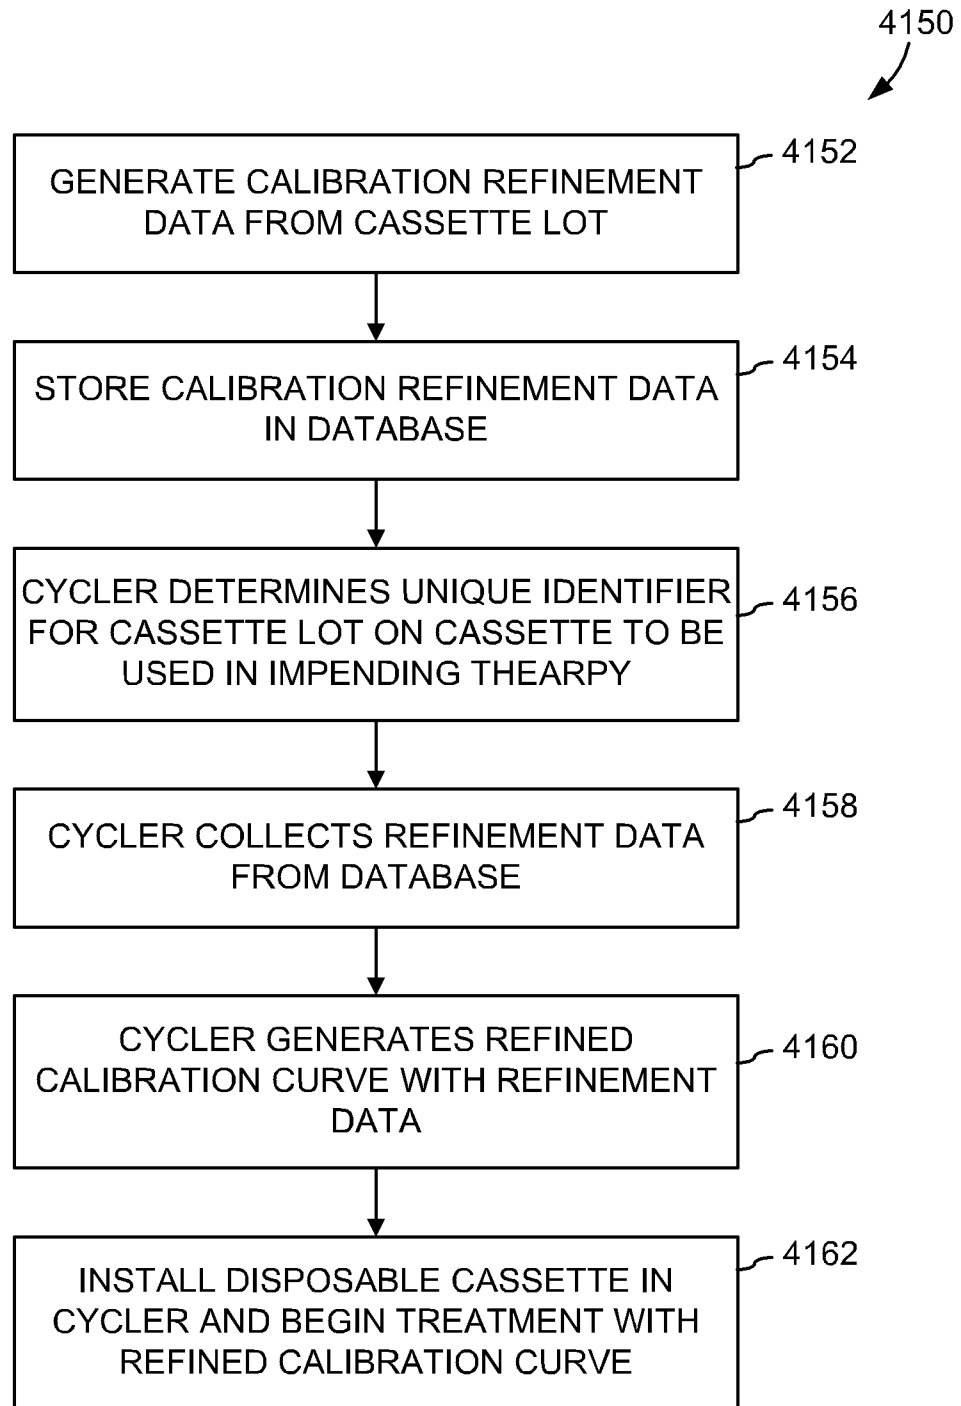 4150
GENERATE CALIBRATION REFINEMENT
DATA FROM CASSETTE LOT
4152
STORE CALIBRATION REFINEMENT DATA
IN DATABASE
4154
CYCLER DETERMINES UNIQUE IDENTIFIER
FOR CASSETTE LOT ON CASSETTE TO BE
USED IN IMPENDING THEARPY
4156
CYCLER COLLECTS REFINEMENT DATA
FROM DATABASE
4158
CYCLER GENERATES REFINED
CALIBRATION CURVE WITH REFINEMENT
DATA
4160
INSTALL DISPOSABLE CASSETTE IN
CYCLER AND BEGIN TREATMENT WITH
REFINED CALIBRATION CURVE
4162